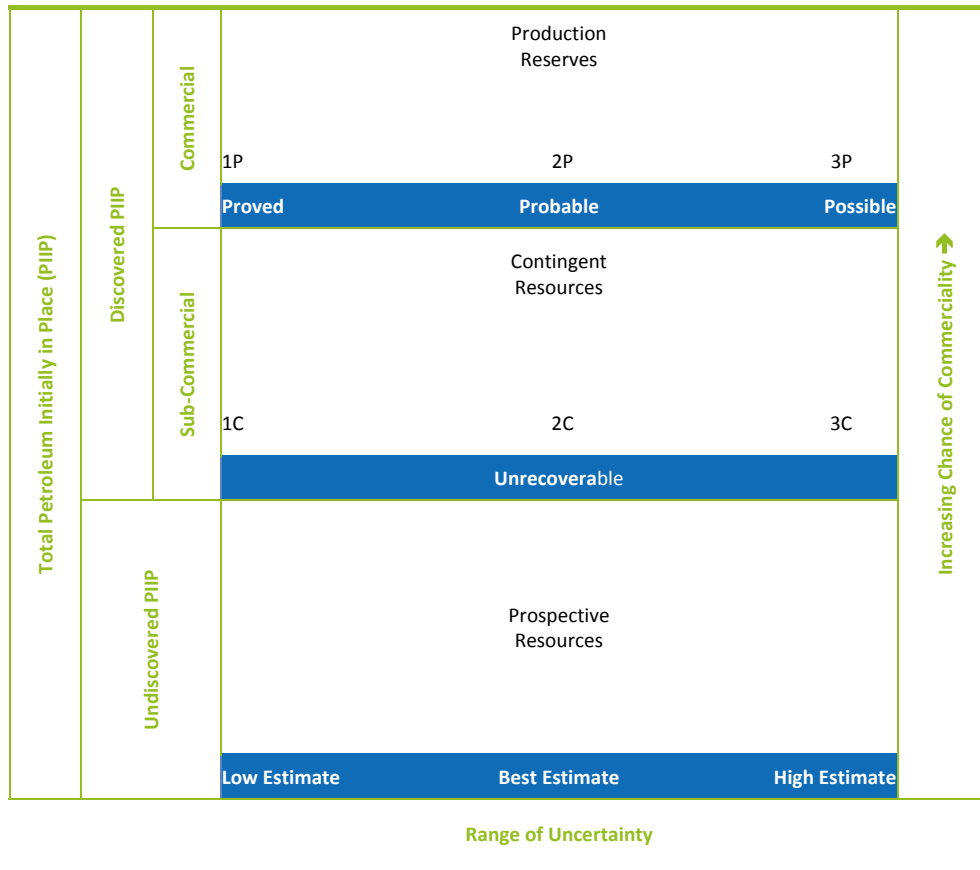 Total Petroleum Initially in Place (PIIP)
Discovered PIIP
Commercial
Production
Reserves
1P 2P 3P
Proved Probable Possible
Sub-Commercial
Contingent
Resources
1C 2C 3C
Unrecoverable
Undiscovered PIIP
Prospective
Resources
Low Estimate Best Estimate High Estimate
Increasing Chance of Commerciality →
Range of Uncertainty